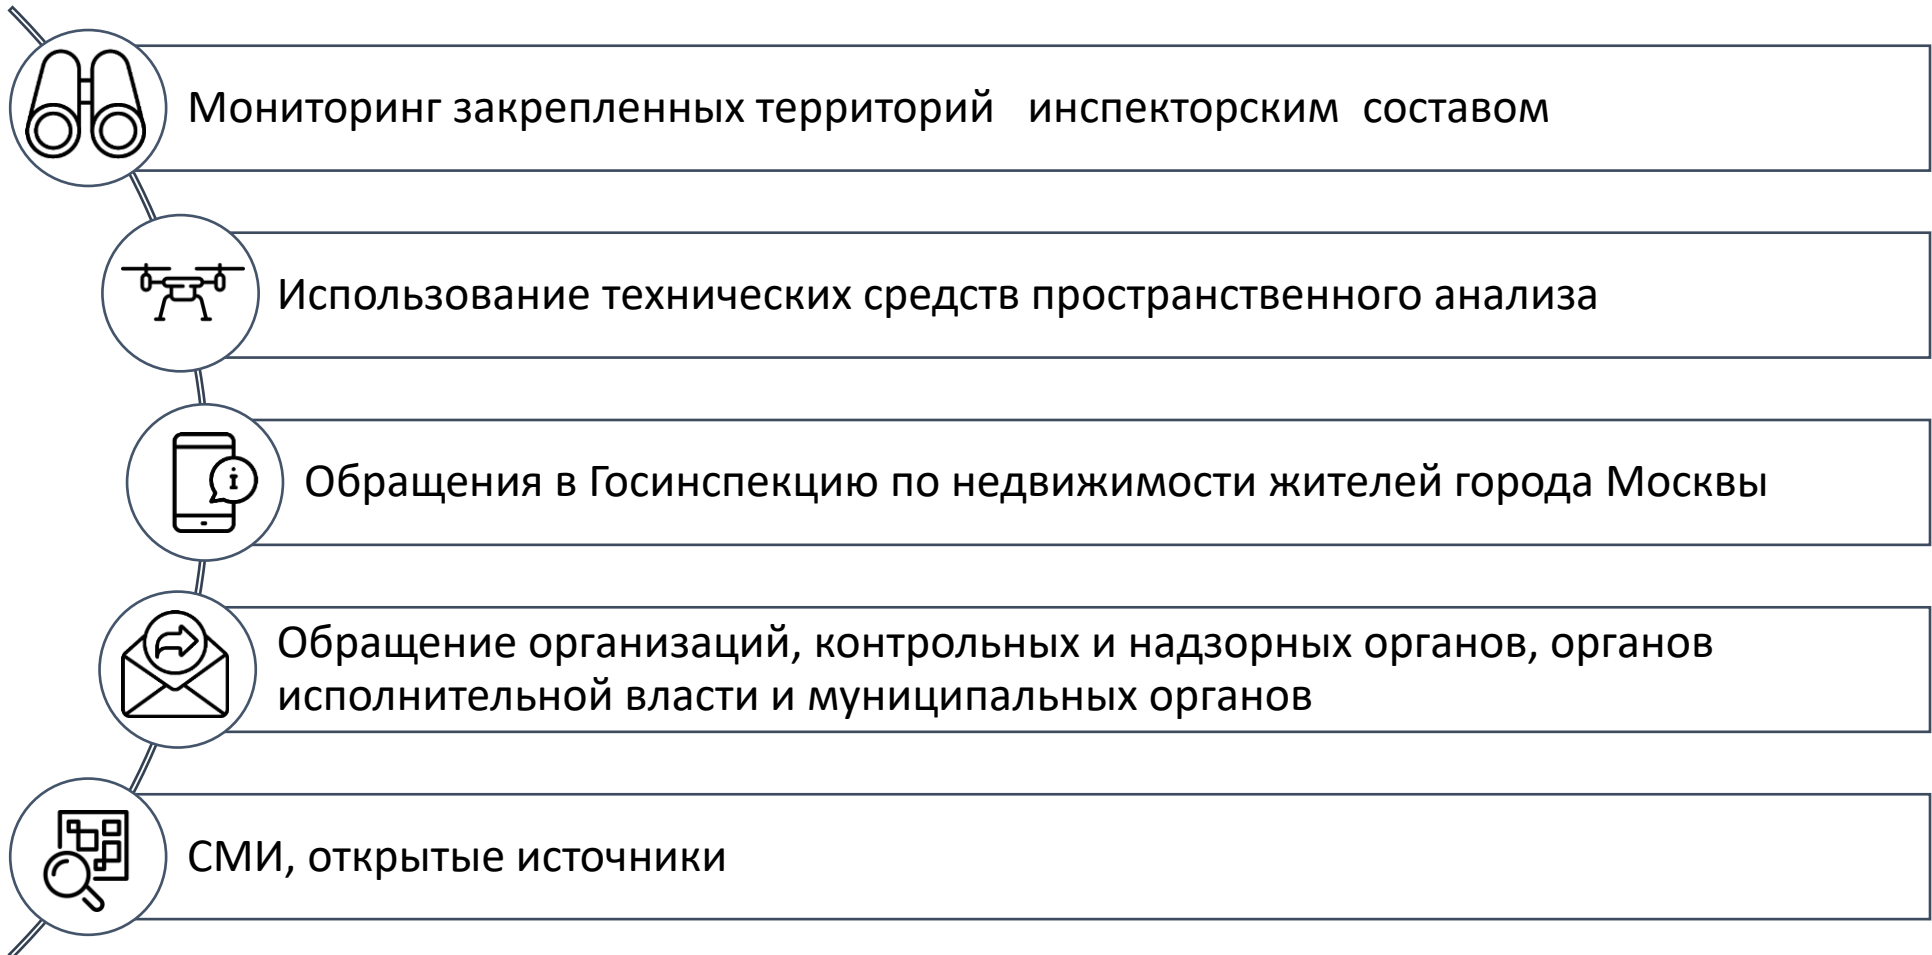 Мониторинг закрепленных территорий инспекторским составом
Использование технических средств пространственного анализа
Обращения в Госинспекцию по недвижимости жителей города Москвы
Обращение организаций, контрольных и надзорных органов, органов
исполнительной власти и муниципальных органов
СМИ, открытые источники